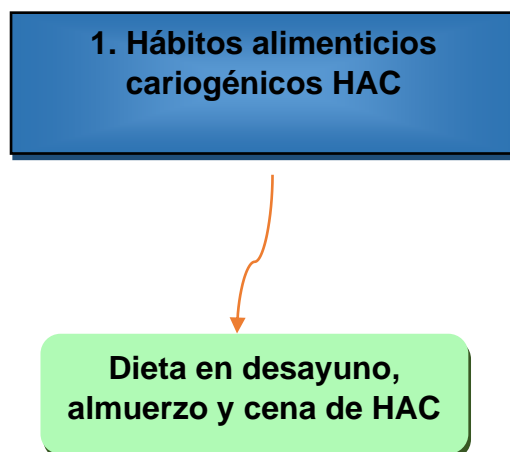 1. Hábitos alimenticios
cariogénicos HAC
Dieta en desayuno,
almuerzo y cena de HAC